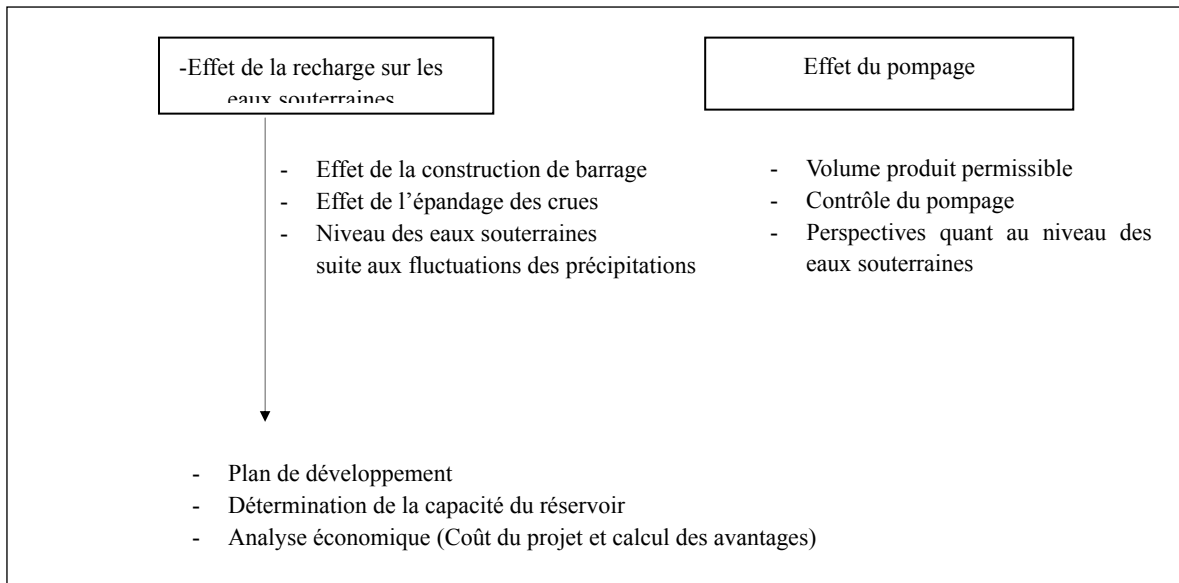 -Effet de la recharge sur les
eaux souterraines
Effet du pompage
- Effet de la construction de barrage
- Effet de l’épandage des crues
- Niveau des eaux souterraines
suite aux fluctuations des précipitations
- Volume produit permissible
- Contrôle du pompage
- Perspectives quant au niveau des
eaux souterraines
- Plan de développement
- Détermination de la capacité du réservoir
- Analyse économique (Coût du projet et calcul des avantages)